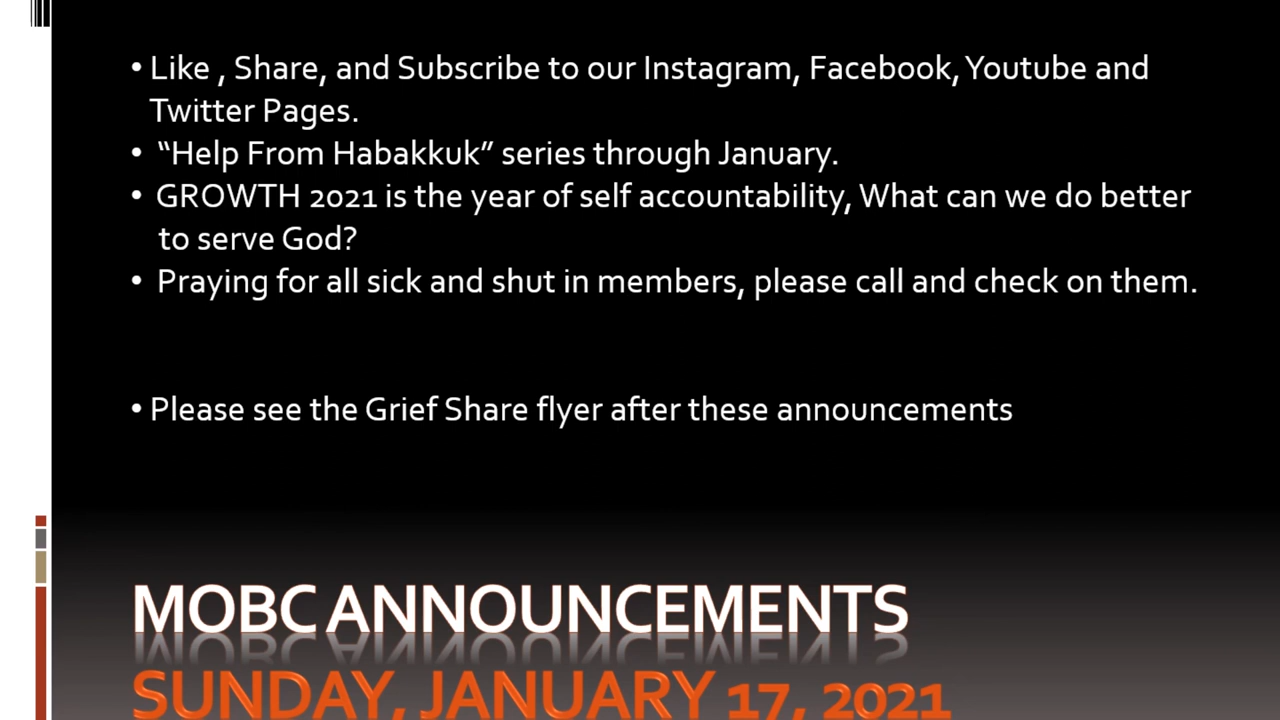 • Like , Share, and Subscribe to our Instagram, Facebook, Youtube and
Twitter Pages.
• “Help From Habakkuk” series through January.
• GROWTH 2021 is the year of self accountability, What can we do better
to serve God?
• Praying for all sick and shut in members, please call and check on them.
• Please see the Grief Share flyer after these announcements
MOBC ANNOUNCEMENTS
SUNDAY, JANUARY 17, 2021